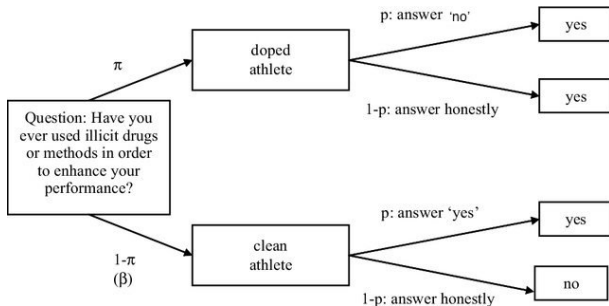 p: answer 'no'
yes
π
doped
athlete
yes
1-p: answer honestly
Question: Have you
ever used illicit drugs
or methods in order
to enhance your
performance?
p: answer 'yes'
yes
1-π
(β)
clean
athlete
no
1-p: answer honestly